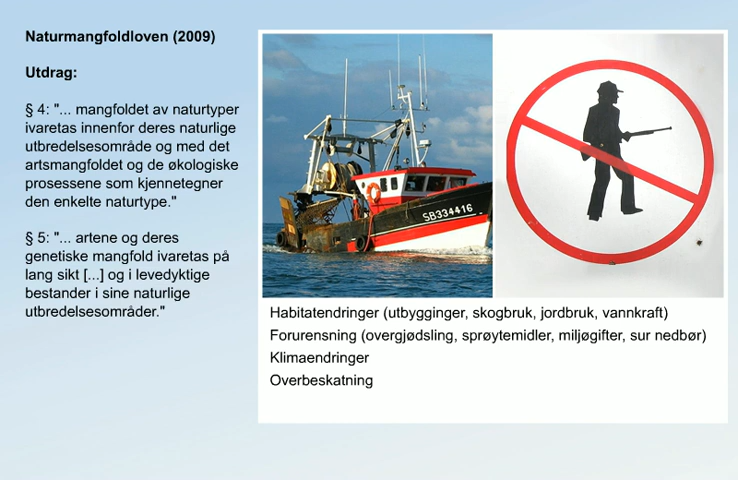 Naturmangfoldloven (2009)
Utdrag:
§ 4: "... mangfoldet av naturtyper
ivaretas innenfor deres naturlige
utbredelsesområde og med det
artsmangfoldet og de økologiske
prosessene som kjennetegner
den enkelte naturtype."
§ 5: "... artene og deres
genetiske mangfold ivaretas på
lang sikt [...] og i levedyktige
bestander i sine naturlige
utbredelsesområder."
SB334416
Habitatendringer (utbygginger, skogbruk, jordbruk, vannkraft)
Forurensning (overgjødsling, sprøytemidler, miljøgifter, sur nedbør)
Klimaendringer
Overbeskatning